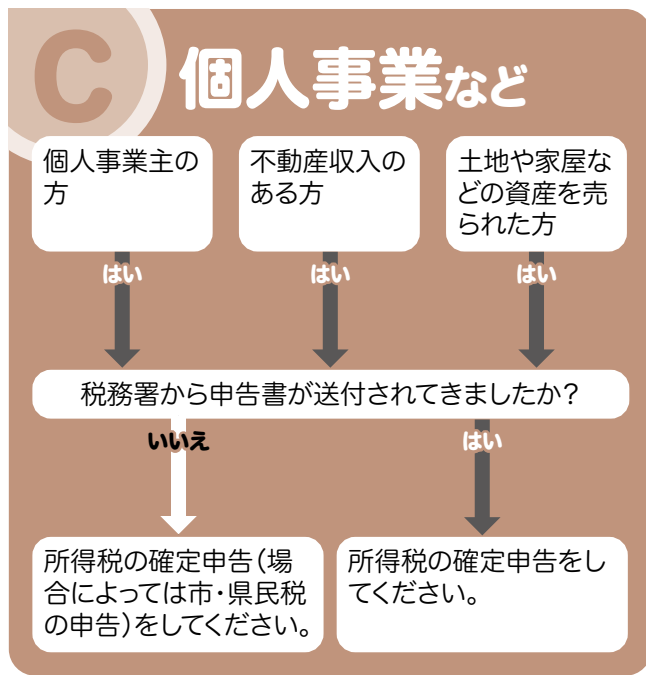 C 個人事業など
個人事業主の
方
不動産収入の
ある方
土地や家屋な
どの資産を売
られた方
はい
はい
はい
税務署から申告書が送付されてきましたか？
いいえ
はい
所得税の確定申告（場
合によっては市・県民税
の申告）をしてください。
所得税の確定申告をし
てください。